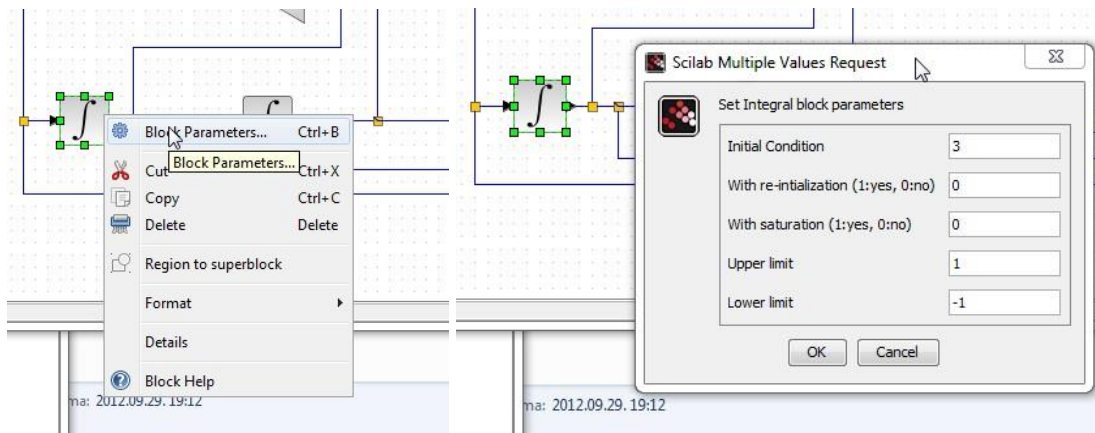 Block Parameters... Ctrl+B
Block Parameters...
Cut Ctrl+X
Copy Ctrl+C
Delete Delete
Region to superblock
Format
Details
Block Help
ma: 2012.09.29. 19:12
Scilab Multiple Values Request
Set Integral block parameters
Initial Condition 3
With re-intialization (1:yes, 0:no) 0
With saturation (1:yes, 0:no) 0
Upper limit 1
Lower limit -1
OK Cancel
ma: 2012.09.29. 19:12